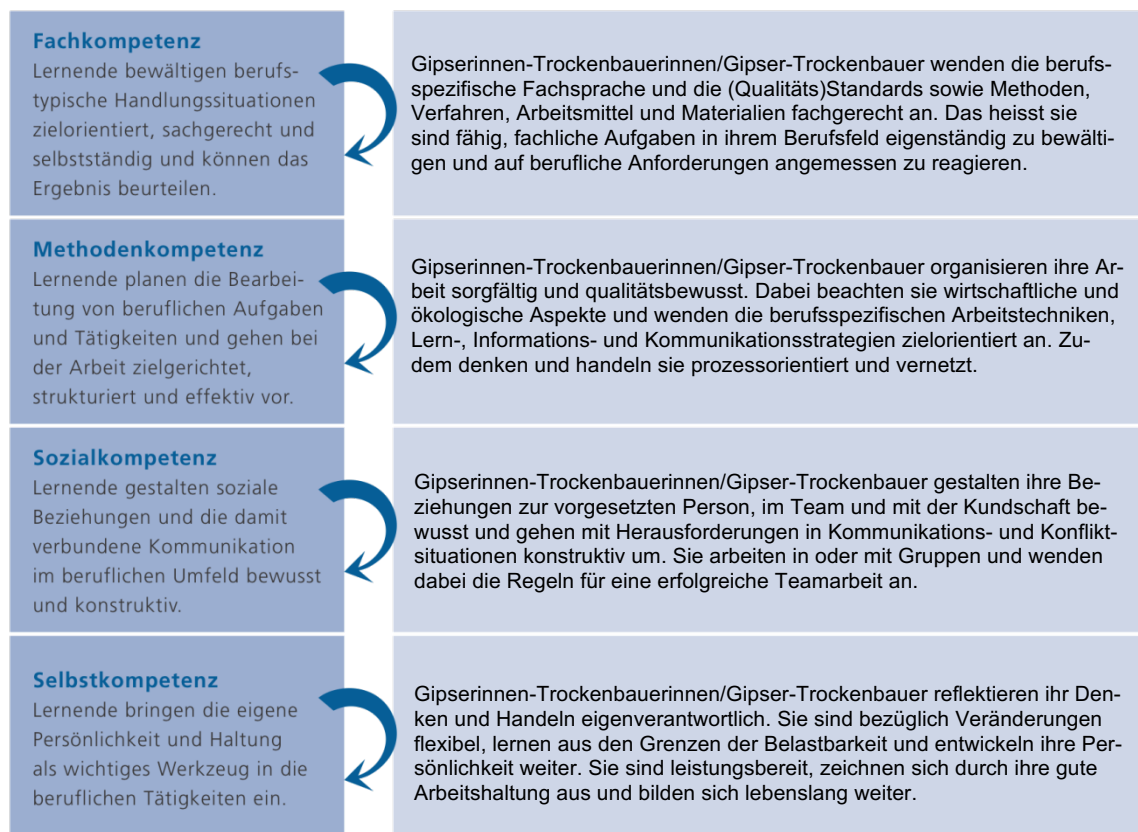 Fachkompetenz
Lernende bewältigen berufs-
typische Handlungssituationen
zielorientiert, sachgerecht und
selbstständig und können das
Ergebnis beurteilen.
Gipserinnen-Trockenbauerinnen/Gipser-Trockenbauer wenden die berufs-
spezifische Fachsprache und die (Qualitäts)Standards sowie Methoden,
Verfahren, Arbeitsmittel und Materialien fachgerecht an. Das heisst sie
sind fähig, fachliche Aufgaben in ihrem Berufsfeld eigenständig zu bewälti-
gen und auf berufliche Anforderungen angemessen zu reagieren.
Methodenkompetenz
Lernende planen die Bearbei-
tung von beruflichen Aufgaben
und Tätigkeiten und gehen bei
der Arbeit zielgerichtet,
strukturiert und effektiv vor.
Gipserinnen-Trockenbauerinnen/Gipser-Trockenbauer organisieren ihre Ar-
beit sorgfältig und qualitätsbewusst. Dabei beachten sie wirtschaftliche und
ökologische Aspekte und wenden die berufsspezifischen Arbeitstechniken,
Lern-, Informations- und Kommunikationsstrategien zielorientiert an. Zu-
dem denken und handeln sie prozessorientiert und vernetzt.
Sozialkompetenz
Lernende gestalten soziale
Beziehungen und die damit
verbundene Kommunikation
im beruflichen Umfeld bewusst
und konstruktiv.
Gipserinnen-Trockenbauerinnen/Gipser-Trockenbauer gestalten ihre Be-
ziehungen zur vorgesetzten Person, im Team und mit der Kundschaft be-
wusst und gehen mit Herausforderungen in Kommunikations- und Konflikt-
situationen konstruktiv um. Sie arbeiten in oder mit Gruppen und wenden
dabei die Regeln für eine erfolgreiche Teamarbeit an.
Selbstkompetenz
Lernende bringen die eigene
Persönlichkeit und Haltung
als wichtiges Werkzeug in die
beruflichen Tätigkeiten ein.
Gipserinnen-Trockenbauerinnen/Gipser-Trockenbauer reflektieren ihr Den-
ken und Handeln eigenverantwortlich. Sie sind bezüglich Veränderungen
flexibel, lernen aus den Grenzen der Belastbarkeit und entwickeln ihre Per-
sönlichkeit weiter. Sie sind leistungsbereit, zeichnen sich durch ihre gute
Arbeitshaltung aus und bilden sich lebenslang weiter.